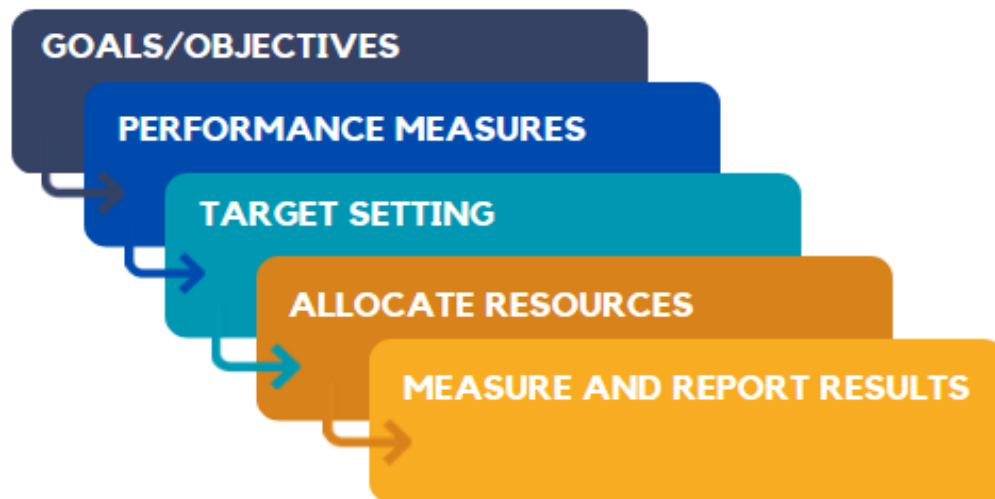 GOALS/OBJECTIVES
PERFORMANCE MEASURES
TARGET SETTING
ALLOCATE RESOURCES
MEASURE AND REPORT RESULTS